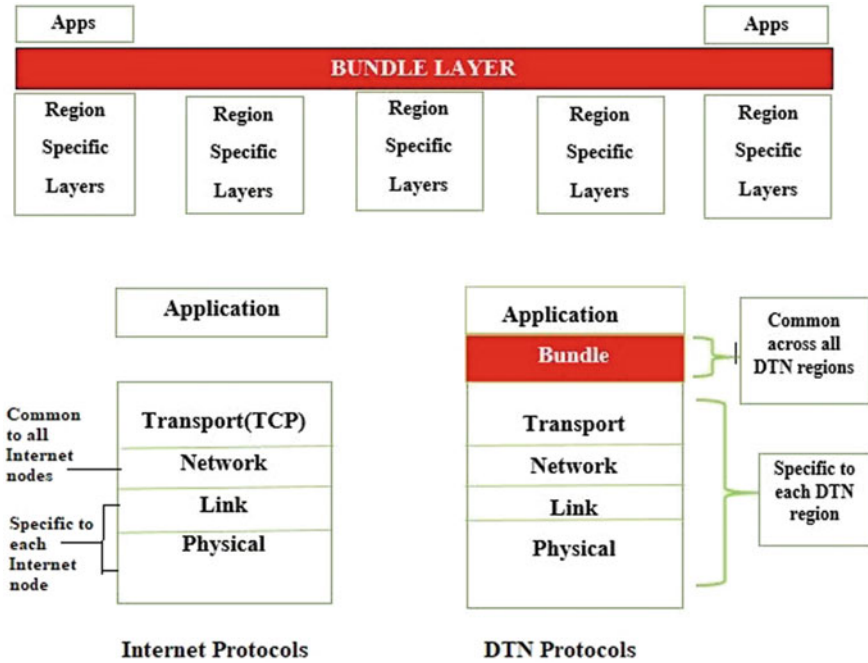 Apps
Apps
BUNDLE LAYER
Region
Specific
Layers
Region
Specific
Layers
Region
Specific
Layers
Region
Specific
Layers
Region
Specific
Layers
Application
Transport(TCP)
Network
Link
Physical
Common
to all
Internet
nodes
Specific to
each
Internet
node
Internet Protocols
Application
Bundle
Transport
Network
Link
Physical
Common
across all
DTN regions
Specific to
each DTN
region
DTN Protocols